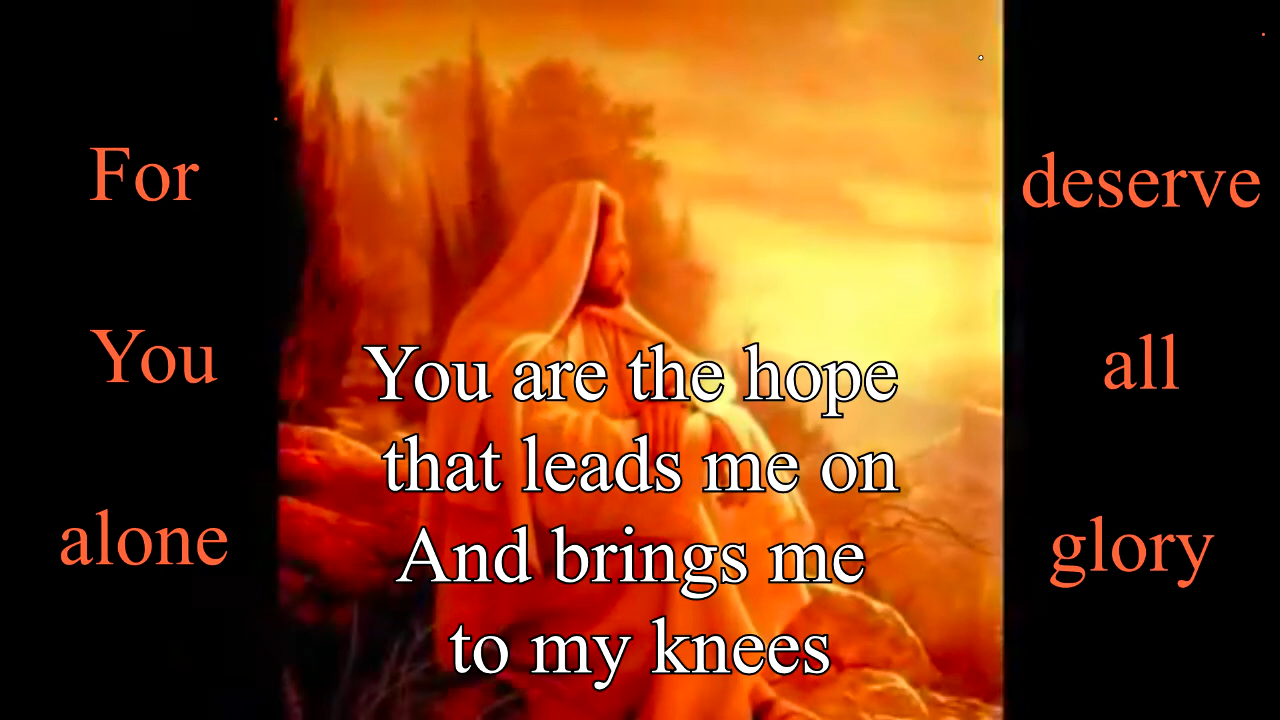 For
You
alone
You are the hope
that leads me on
And brings me
to my knees
deserve
all
glory